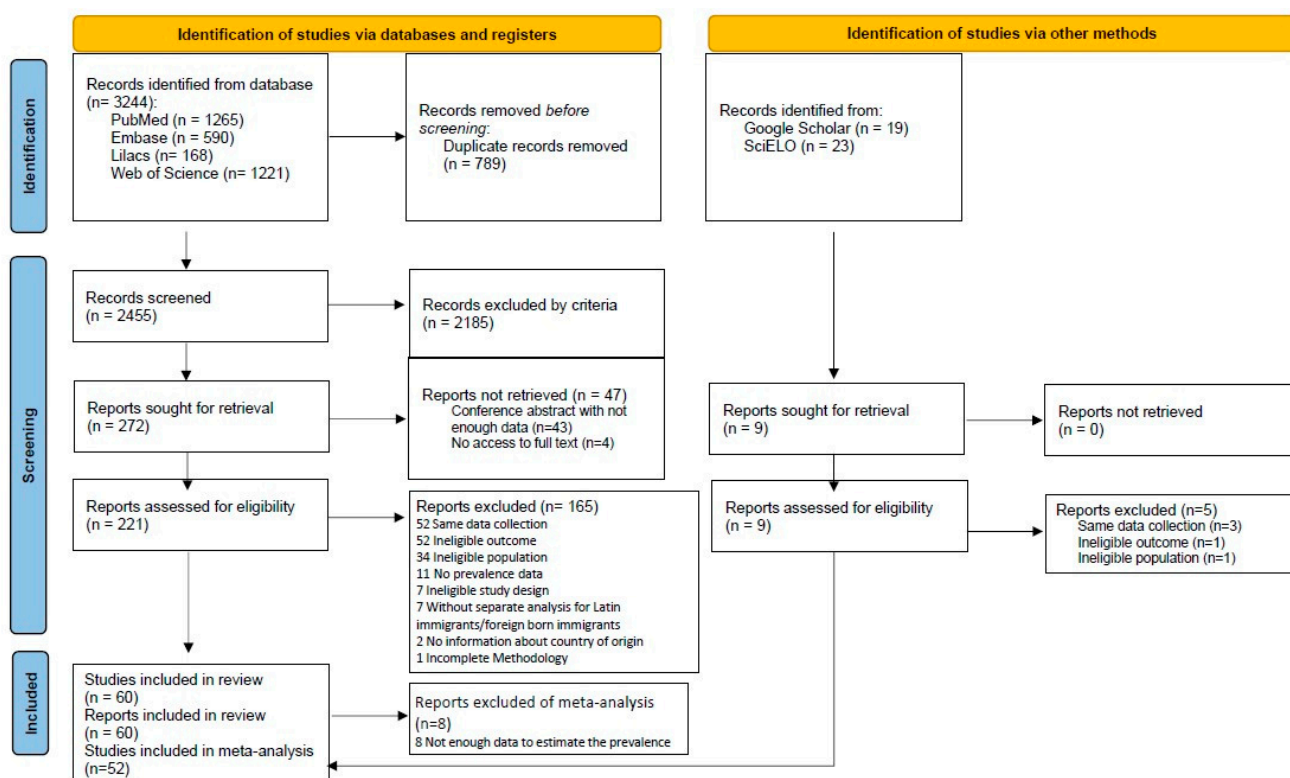 Identification of studies via databases and registers
Identification of studies via other methods
Identification
Records identified from database
(n= 3244):
PubMed (n = 1265)
Embase (n = 590)
Lilacs (n= 168)
Web of Science (n= 1221)
Records removed before
screening:
Duplicate records removed
(n = 789)
Records identified from:
Google Scholar (n = 19)
SciELO (n = 23)
Screening
Records screened
(n = 2455)
Records excluded by criteria
(n = 2185)
Reports sought for retrieval
(n = 272)
Reports not retrieved (n = 47)
Conference abstract with not
enough data (n=43)
No access to full text (n=4)
Reports sought for retrieval
(n = 9)
Reports not retrieved
(n = 0)
Reports assessed for eligibility
(n = 221)
Reports excluded (n= 165)
52 Same data collection
52 Ineligible outcome
34 Ineligible population
11 No prevalence data
7 Ineligible study design
7 Without separate analysis for Latin
immigrants/foreign born immigrants
2 No information about country of origin
1 Incomplete Methodology
Reports assessed for eligibility
(n = 9)
Reports excluded (n=5)
Same data collection (n=3)
Ineligible outcome (n=1)
Ineligible population (n=1)
Included
Studies included in review
(n = 60)
Reports included in review
(n = 60)
Studies included in meta-analysis
(n=52)
Reports excluded of meta-analysis
(n=8)
8 Not enough data to estimate the prevalence